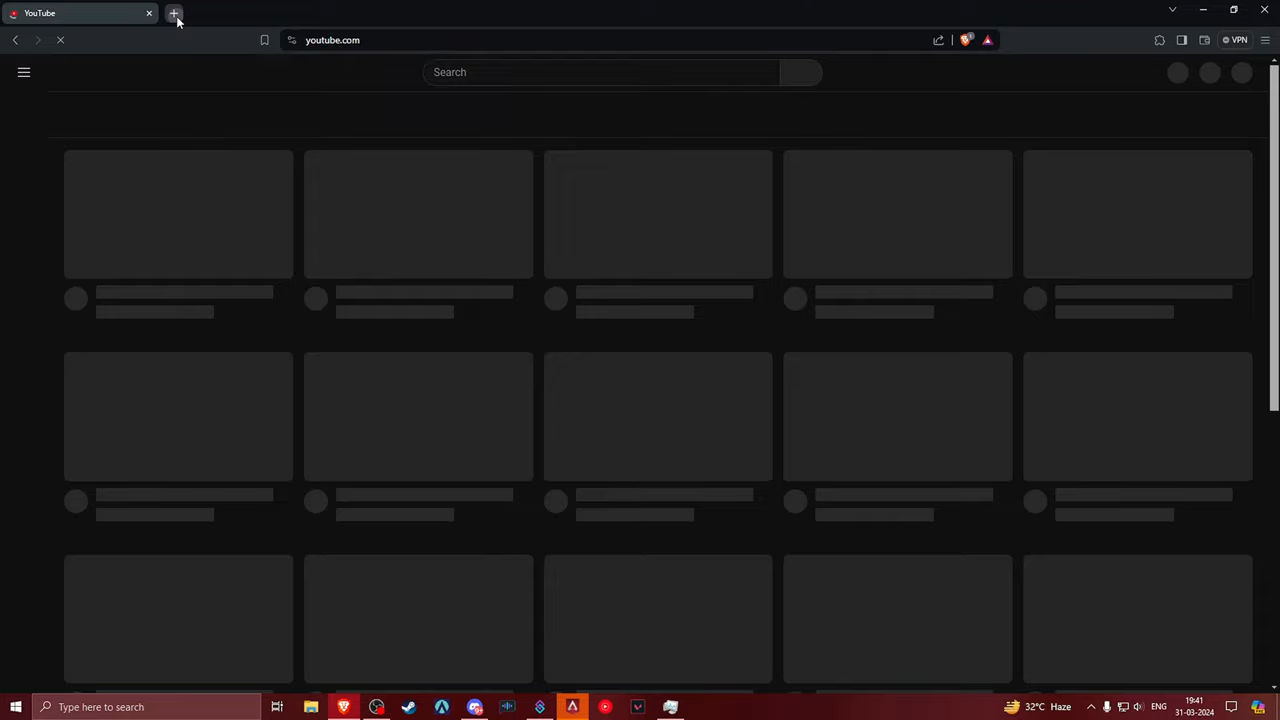 YouTube
youtube.com
VPN
Search
Type here to search
32°C Haze
ENG
19:41
31-03-2024